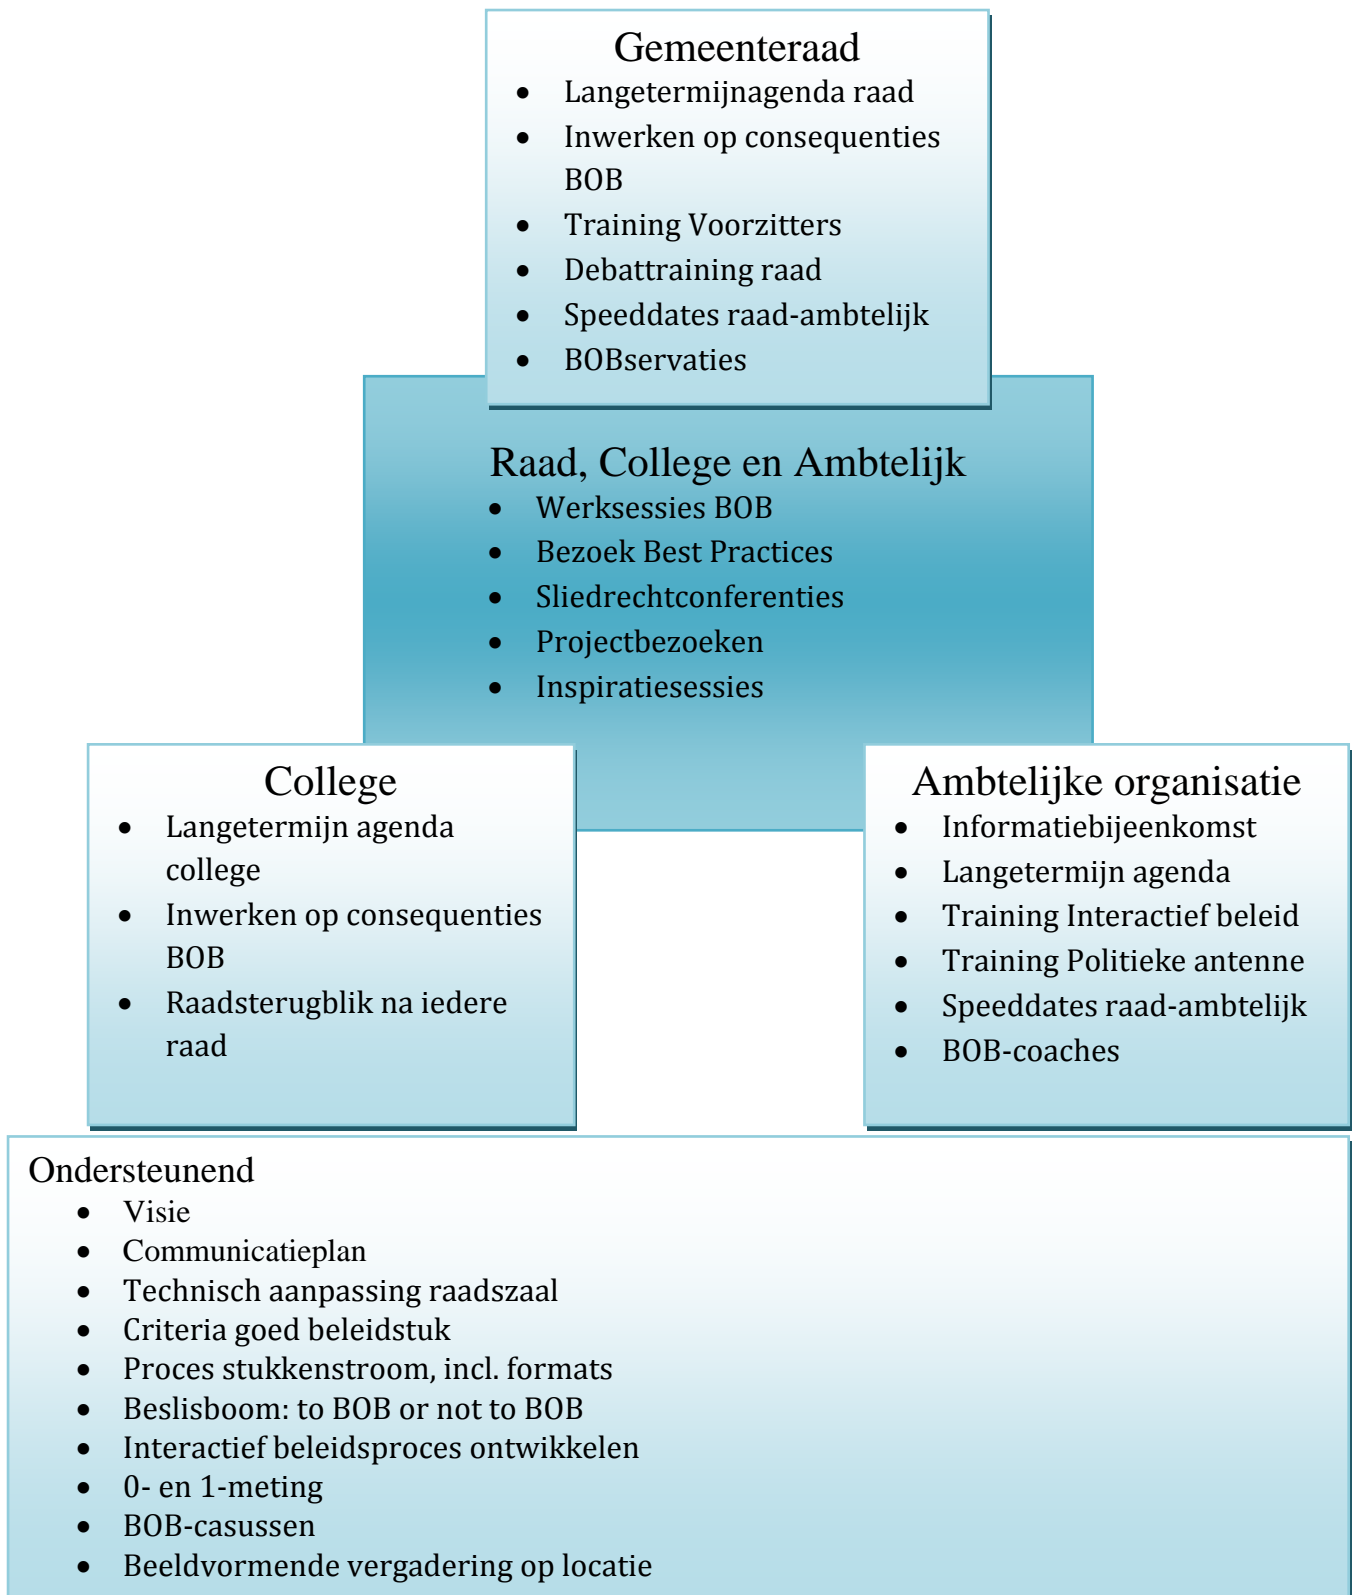 Gemeenteraad
• Langetermijnagenda raad
• Inwerken op consequenties
BOB
• Training Voorzitters
• Debattraining raad
• Speeddates raad-ambtelijk
• BOBservaties
Raad, College en Ambtelijk
• Werksessies BOB
• Bezoek Best Practices
• Sliedrechtconferenties
• Projectbezoeken
• Inspiratiesessies
College
• Langetermijn agenda
college
• Inwerken op consequenties
BOB
• Raadsterugblik na iedere
raad
Ambtelijke organisatie
• Informatiebijeenkomst
• Langetermijn agenda
• Training Interactief beleid
• Training Politieke antenne
• Speeddates raad-ambtelijk
• BOB-coaches
Ondersteunend
• Visie
• Communicatieplan
• Technisch aanpassing raadszaal
• Criteria goed beleidstuk
• Proces stukkenstroom, incl. formats
• Beslisboom: to BOB or not to BOB
• Interactief beleidsproces ontwikkelen
• 0- en 1-meting
• BOB-casussen
• Beeldvormende vergadering op locatie